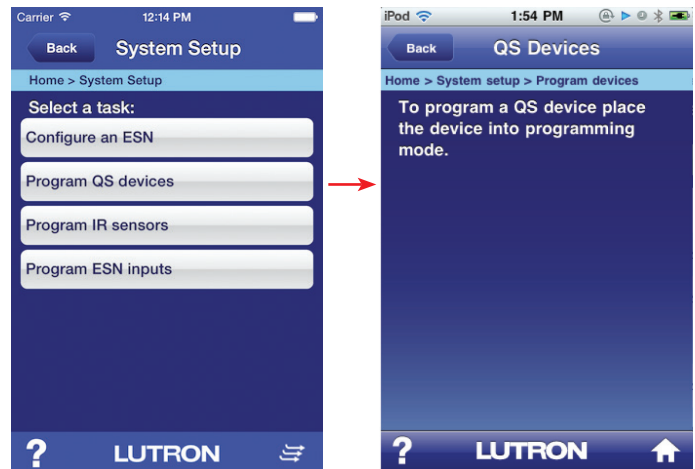 Carrier 12:14 PM
Back System Setup
Home > System Setup
Select a task:
Configure an ESN
Program QS devices
Program IR sensors
Program ESN inputs
? LUTRON
iPod 1:54 PM
Back QS Devices
Home > System setup > Program devices
To program a QS device place
the device into programming
mode.
? LUTRON